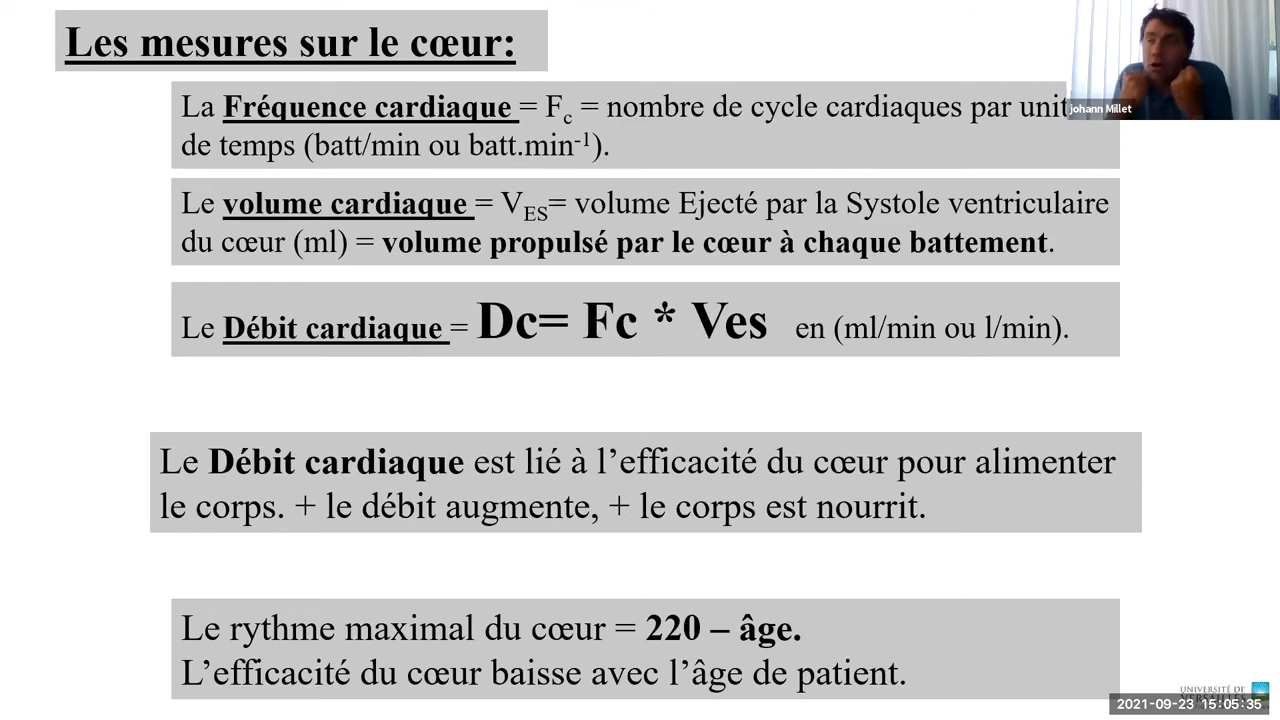 Les mesures sur le cœur:
La Fréquence cardiaque = Fc = nombre de cycle cardiaques par unit
de temps (batt/min ou batt.min-1).
johann Millet
Le volume cardiaque = VES= volume Ejecté par la Systole ventriculaire
du cœur (ml) = volume propulsé par le cœur à chaque battement.
Le Débit cardiaque = Dc= Fc * Ves en (ml/min ou l/min).
Le Débit cardiaque est lié à l’efficacité du cœur pour alimenter
le corps. + le débit augmente, + le corps est nourrit.
Le rythme maximal du cœur = 220 – âge.
L’efficacité du cœur baisse avec l’âge de patient.
UNIVERSITÉ DE
2021-09-23 15:05:35